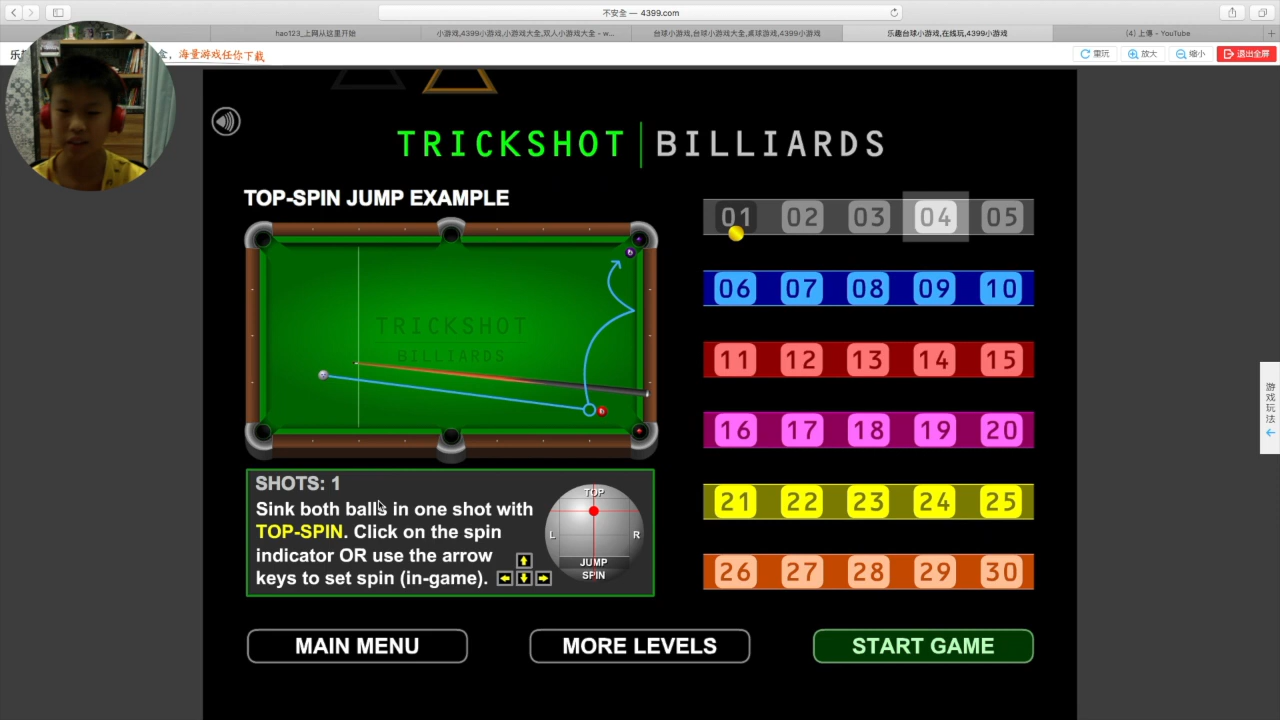 不安全 — 4399.com
hao123_上网从这里开始
小游戏,4399小游戏,小游戏大全,双人小游戏大全 - w...
台球小游戏,台球小游戏大全,桌球游戏,4399小游戏
乐趣台球小游戏,在线玩,4399小游戏
(4) 上傳 - YouTube
盒，海量游戏任你下载
重玩
放大
缩小
退出全屏
TRICKSHOT BILLIARDS
TOP-SPIN JUMP EXAMPLE
TRICKSHOT
BILLIARDS
SHOTS: 1
Sink both balls in one shot with
TOP-SPIN. Click on the spin
indicator OR use the arrow
keys to set spin (in-game).
TOP
L R
JUMP
SPIN
01 02 03 04 05
06 07 08 09 10
11 12 13 14 15
16 17 18 19 20
21 22 23 24 25
26 27 28 29 30
游戏玩法
MAIN MENU
MORE LEVELS
START GAME